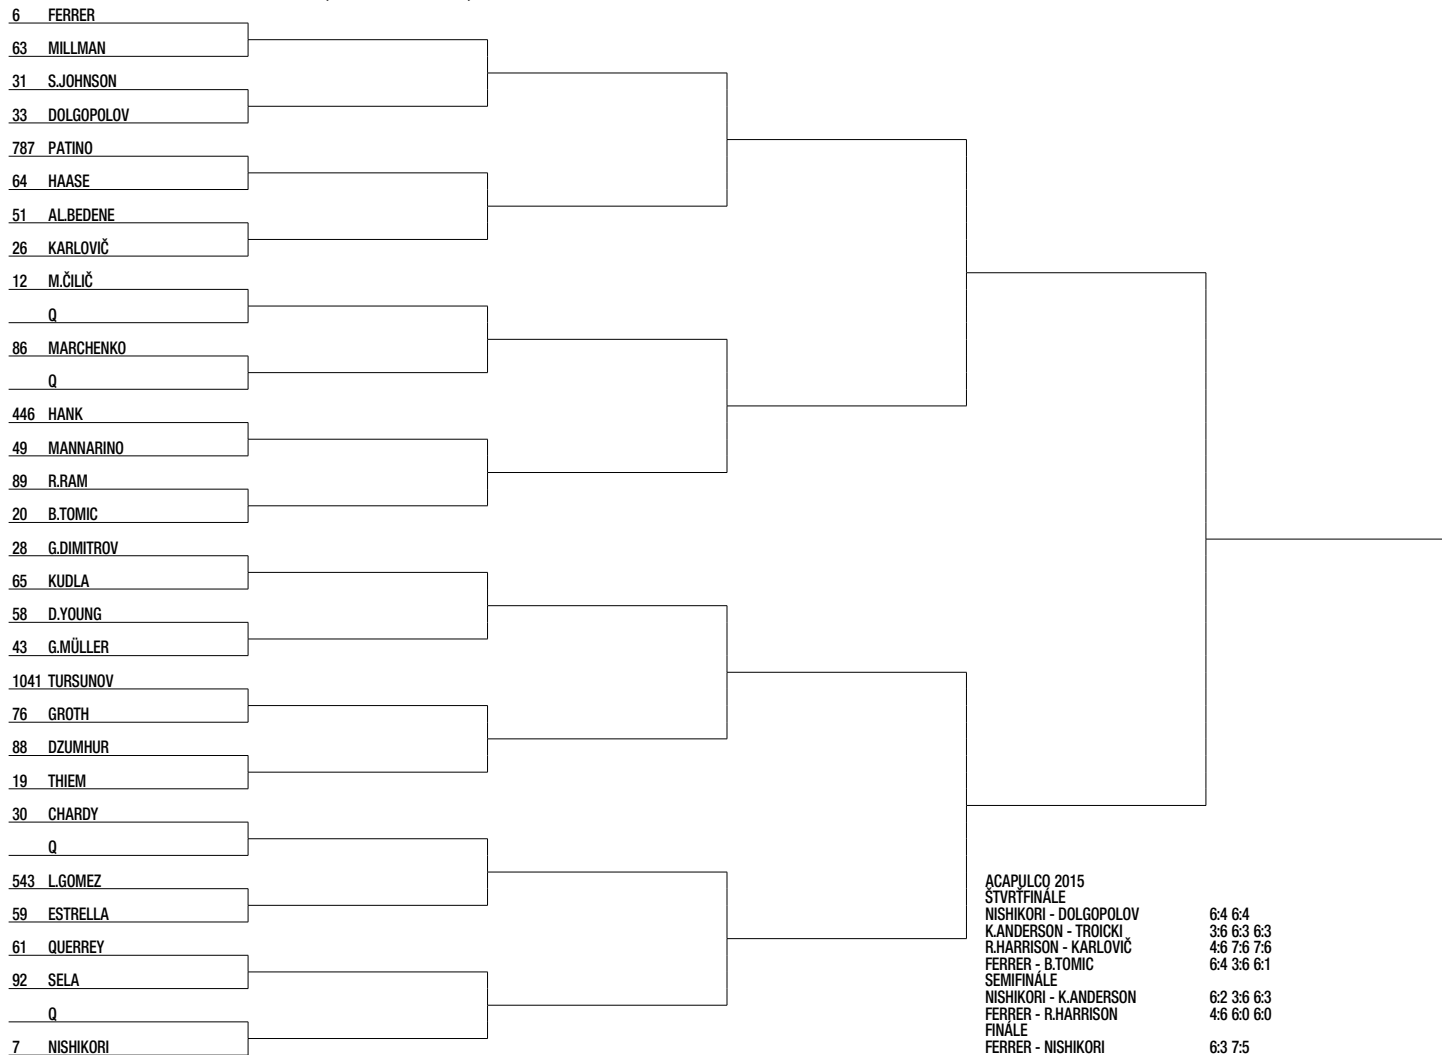 6 FERRER
63 MILLMAN
31 S.JOHNSON
33 DOLGOPOLOV
787 PATINO
64 HAASE
51 AL.BEDENE
26 KARLOVIČ
12 M.ČILIČ
Q
86 MARCHENKO
Q
446 HANK
49 MANNARINO
89 R.RAM
20 B.TOMIC
28 G.DIMITROV
65 KUDLA
58 D.YOUNG
43 G.MÜLLER
1041 TURSUNOV
76 GROTH
88 DZUMHUR
19 THIEM
30 CHARDY
Q
543 L.GOMEZ
59 ESTRELLA
61 QUERREY
92 SELA
Q
7 NISHIKORI
ACAPULCO 2015
ŠTVRŤFINÁLE
NISHIKORI - DOLGOPOLOV 6:4 6:4
K.ANDERSON - TROICKI 3:6 6:3 6:3
R.HARRISON - KARLOVIČ 4:6 7:6 7:6
FERRER - B.TOMIC 6:4 3:6 6:1
SEMIFINÁLE
NISHIKORI - K.ANDERSON 6:2 3:6 6:3
FERRER - R.HARRISON 4:6 6:0 6:0
FINÁLE
FERRER - NISHIKORI 6:3 7:5